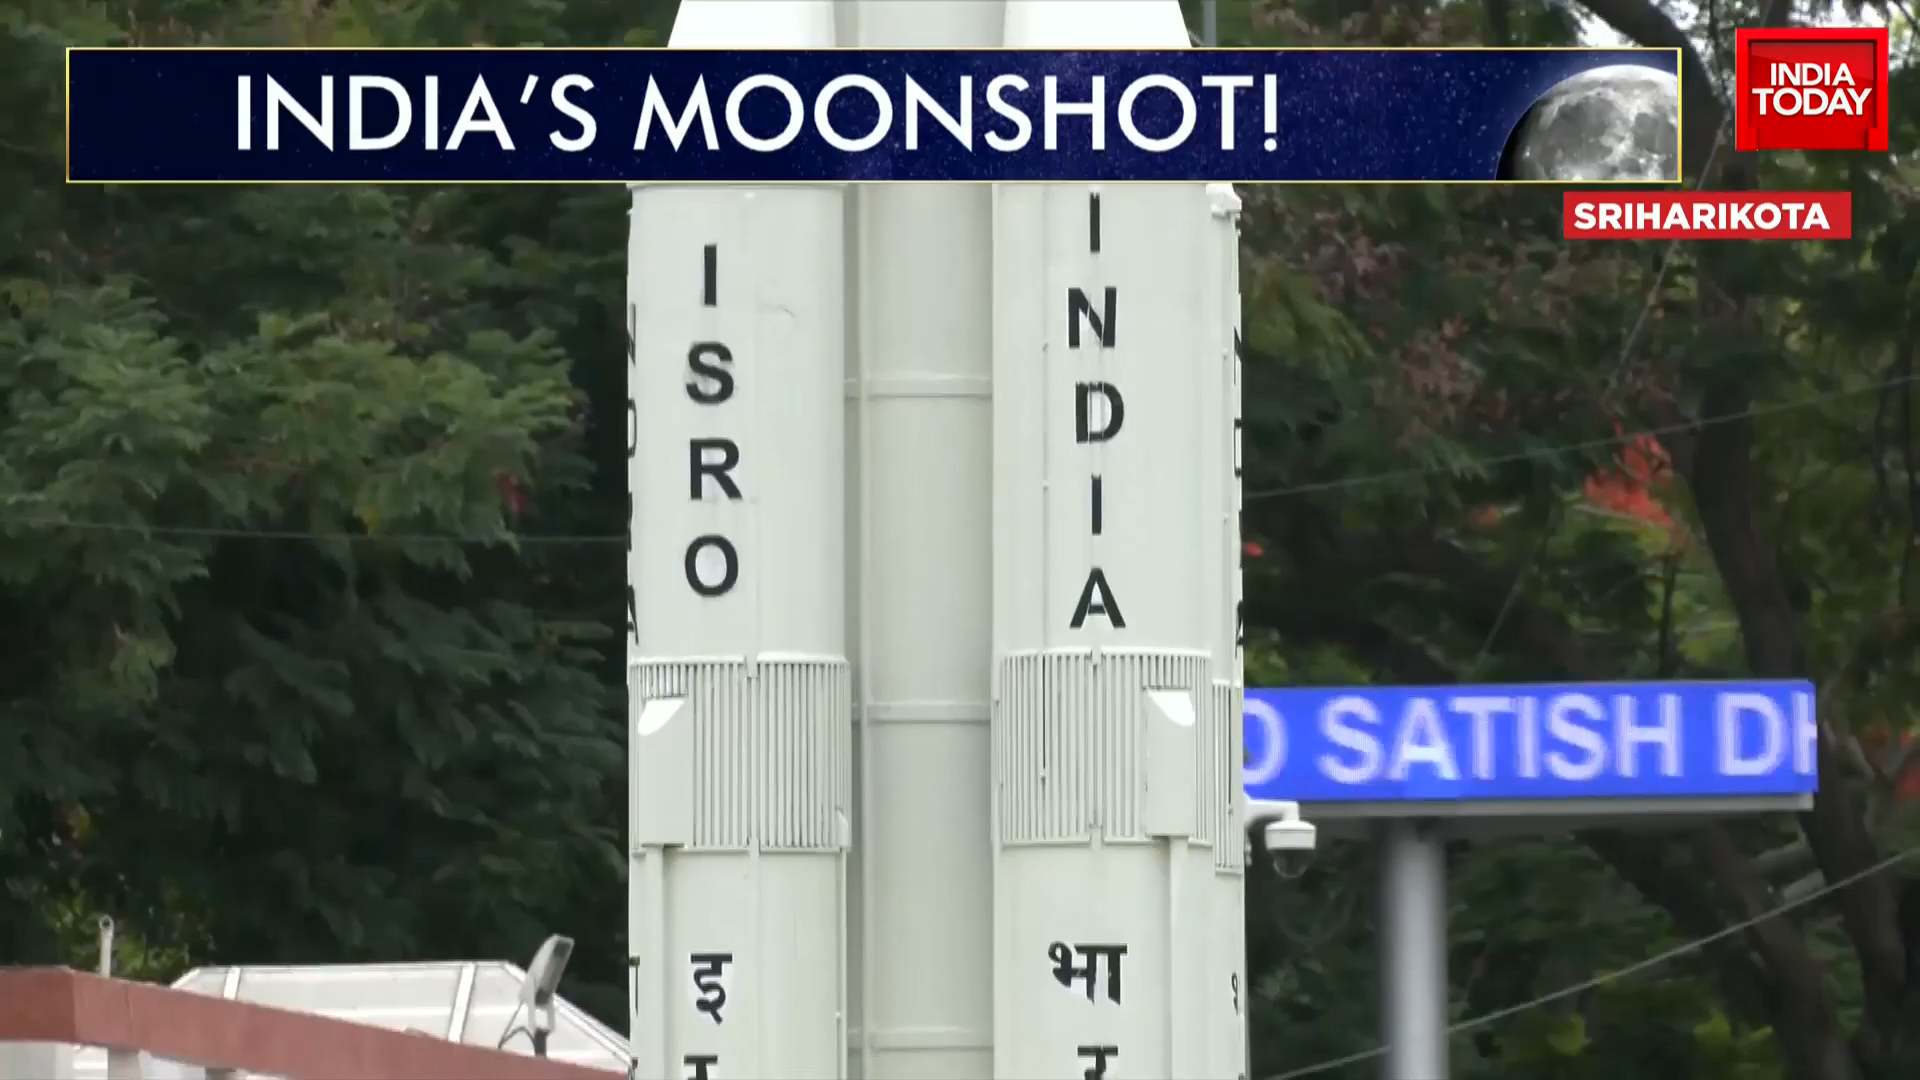 INDIA'S MOONSHOT!
INDIA
TODAY
SRIHARIKOTA
ISRO
INDIA
SATISH
इ
भार